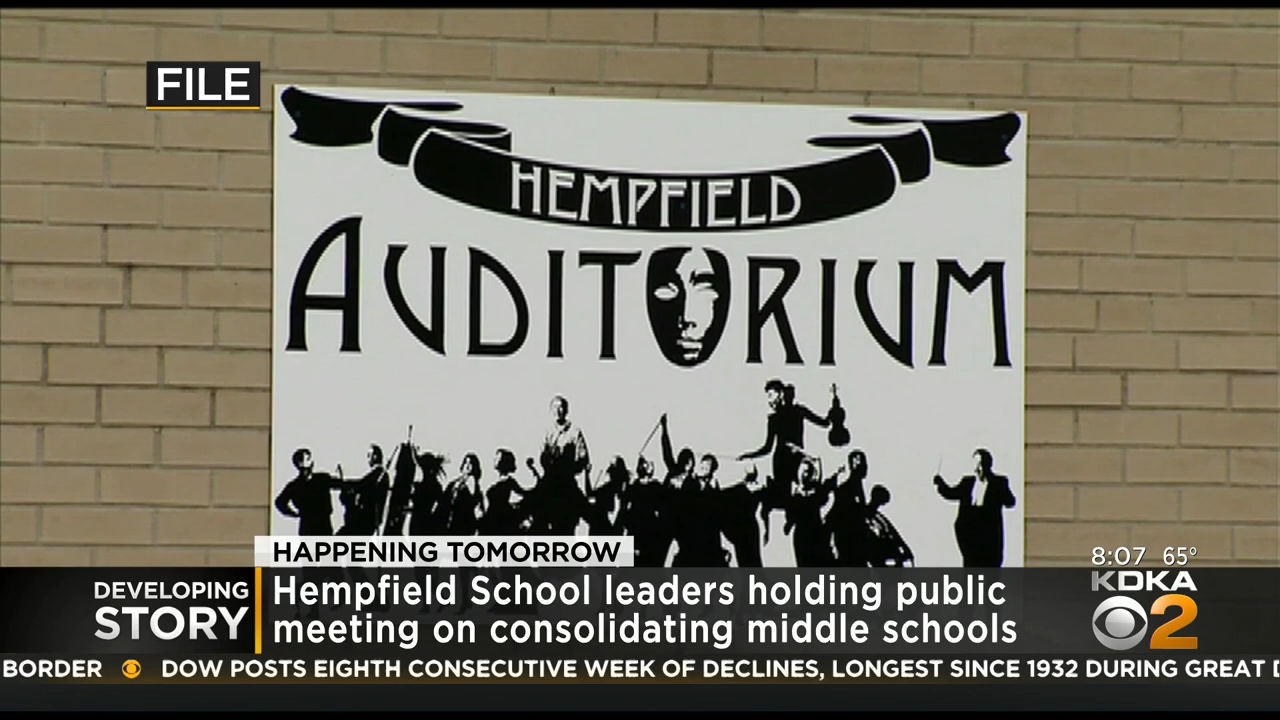 FILE
HEMPFIELD
AUDITORIUM
HAPPENING TOMORROW
DEVELOPING
STORY
Hempfield School leaders holding public
meeting on consolidating middle schools
8:07 65°
KDKA
2
BORDER DOW POSTS EIGHTH CONSECUTIVE WEEK OF DECLINES, LONGEST SINCE 1932 DURING GREAT D